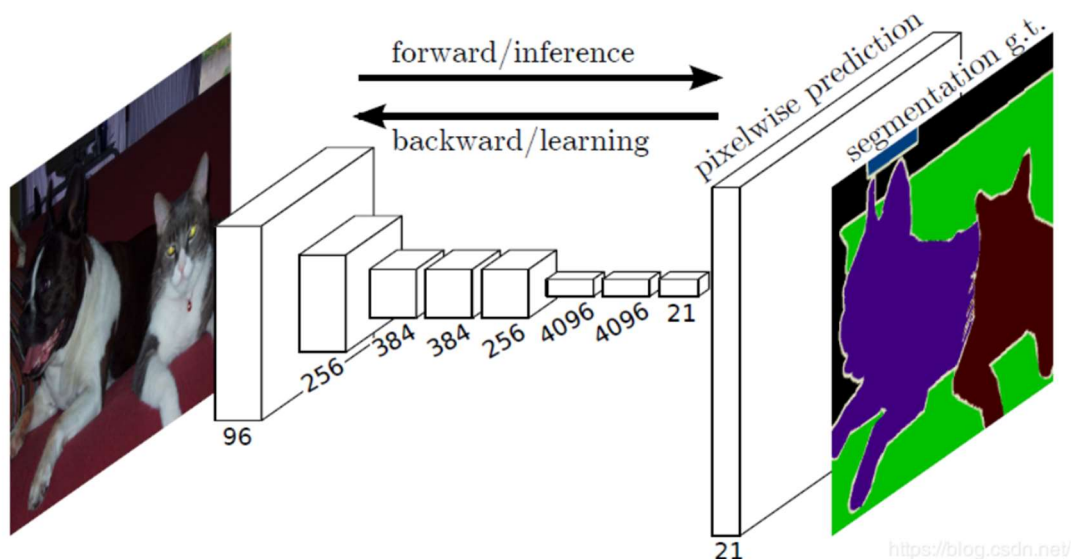 forward/inference
backward/learning
pixelwise prediction
segmentation g.t.
96
256
384
384
256
4096
4096
21
21
https://blog.csdn.net/